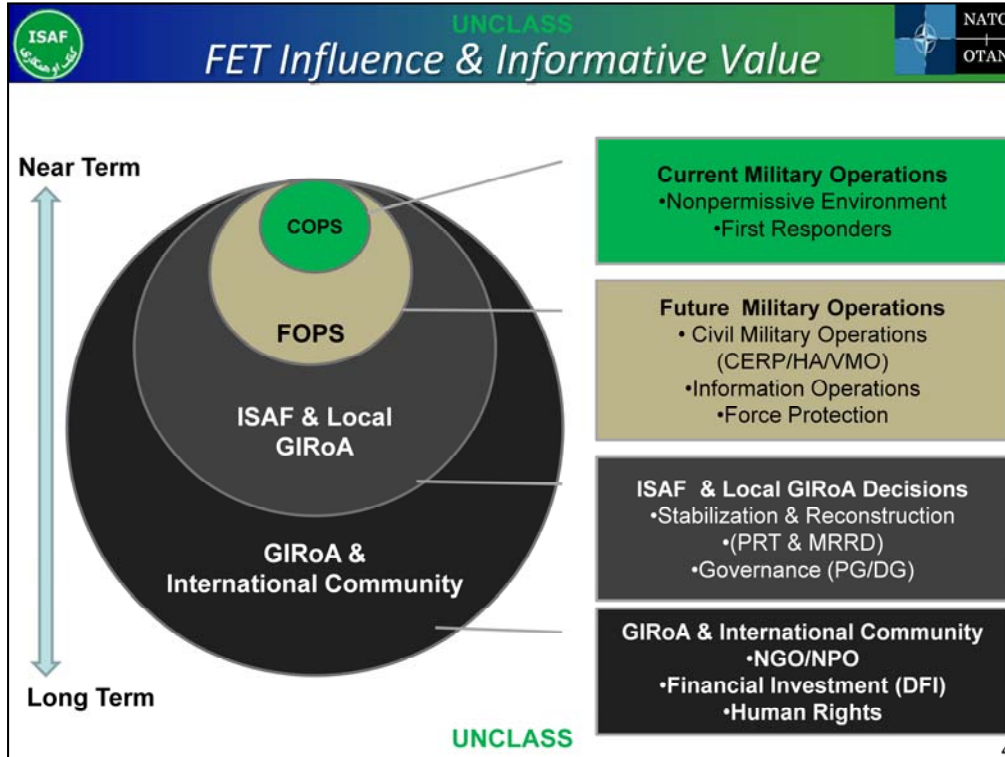 UNCLASS
ISAF
کمک او همکاري
FET Influence & Informative Value
NATO
OTAN
Near Term
COPS
FOPS
ISAF & Local
GIRoA
GIRoA &
International Community
Long Term
Current Military Operations
•Nonpermissive Environment
•First Responders
Future Military Operations
• Civil Military Operations
(CERP/HA/VMO)
•Information Operations
•Force Protection
ISAF & Local GIRoA Decisions
•Stabilization & Reconstruction
•(PRT & MRRD)
•Governance (PG/DG)
GIRoA & International Community
•NGO/NPO
•Financial Investment (DFI)
•Human Rights
UNCLASS